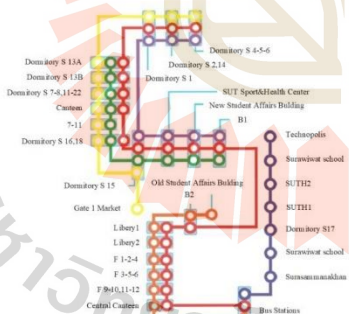 Dormitory S 4-5-6
Dormitory S 2,14
Dormitory S 1
Dormitory S 13A
Dormitory S 13B
Dormitory S 7-8,11-22
Canteen
7-11
Dormitory S 16,18
SUT Sport&Health Center
New Student Affairs Bulding
B1
Dormitory S 15
Gate 1 Market
Old Student Affairs Bulding
B2
Libery1
Libery2
F 1-2-4
F 3-5-6
F 9-10,11-12
Central Canteen
Technopolis
Surawiwat school
SUTH2
SUTH1
Dormitory S17
Surawiwat school
Bus Stations